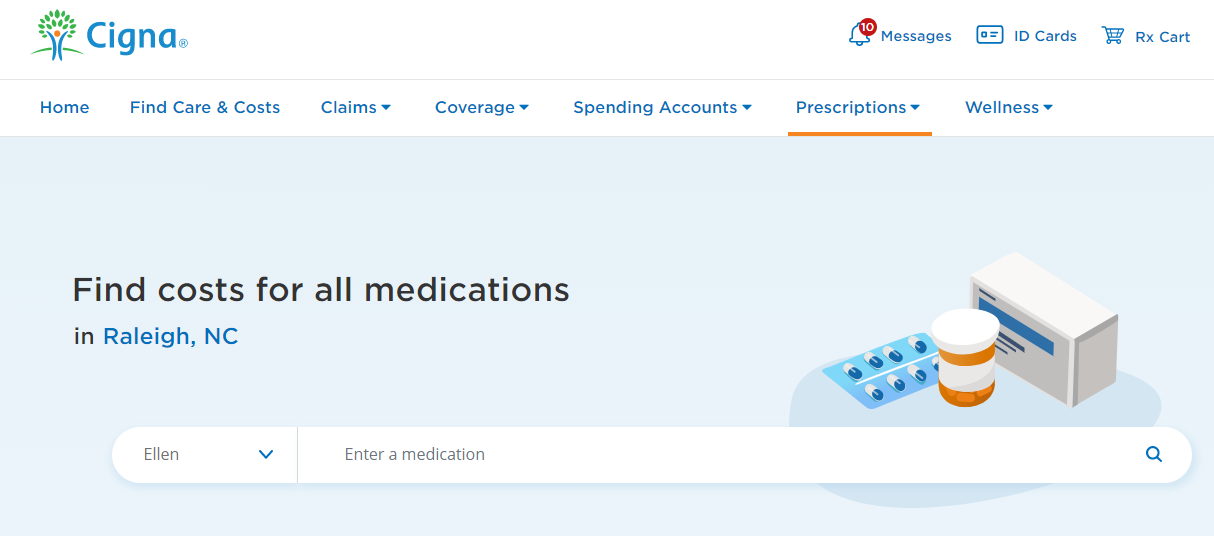 Cigna®
10
Messages
ID Cards
Rx Cart
Home
Find Care & Costs
Claims
Coverage
Spending Accounts
Prescriptions
Wellness
Find costs for all medications
in Raleigh, NC
Ellen
Enter a medication